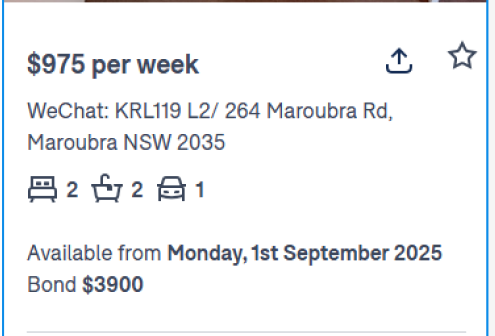 $975 per week
WeChat: KRL119 L2/ 264 Maroubra Rd,
Maroubra NSW 2035
2 2 1
Available from Monday, 1st September 2025
Bond $3900